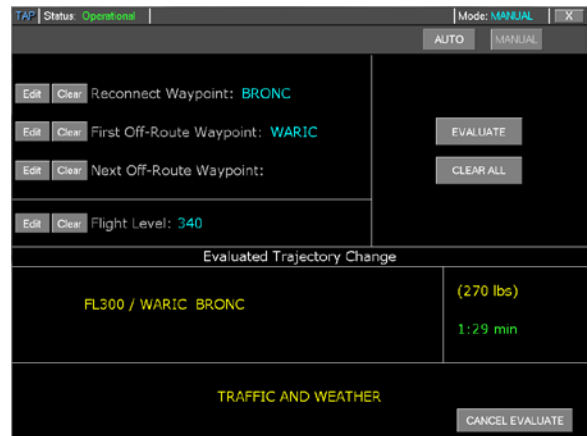 TAP Status: Operational Mode: MANUAL X
AUTO MANUAL
Edit Clear Reconnect Waypoint: BRONC
Edit Clear First Off-Route Waypoint: WARIC
EVALUATE
Edit Clear Next Off-Route Waypoint:
CLEAR ALL
Edit Clear Flight Level: 340
Evaluated Trajectory Change
FL300 / WARIC BRONC
(270 lbs)
1:29 min
TRAFFIC AND WEATHER
CANCEL EVALUATE